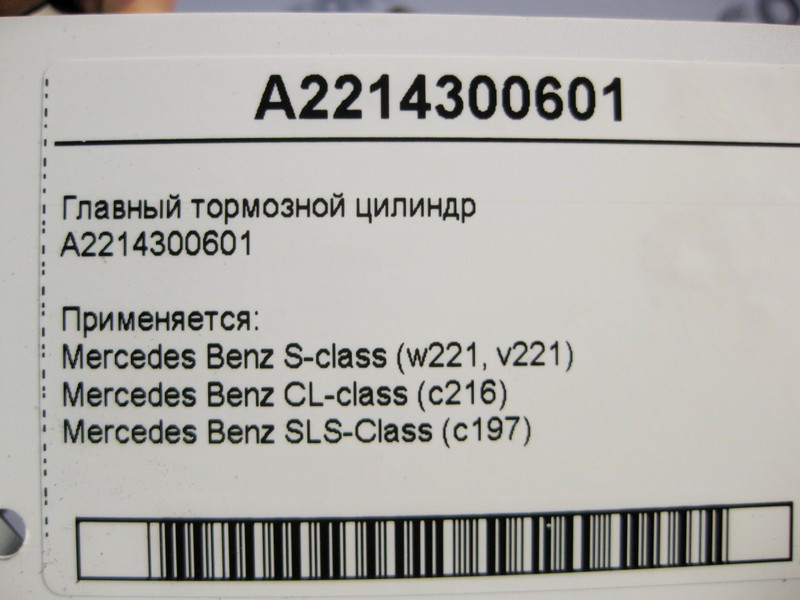 A2214300601
Главный тормозной цилиндр
A2214300601
Применяется:
Mercedes Benz S-class (w221, v221)
Mercedes Benz CL-class (c216)
Mercedes Benz SLS-Class (c197)